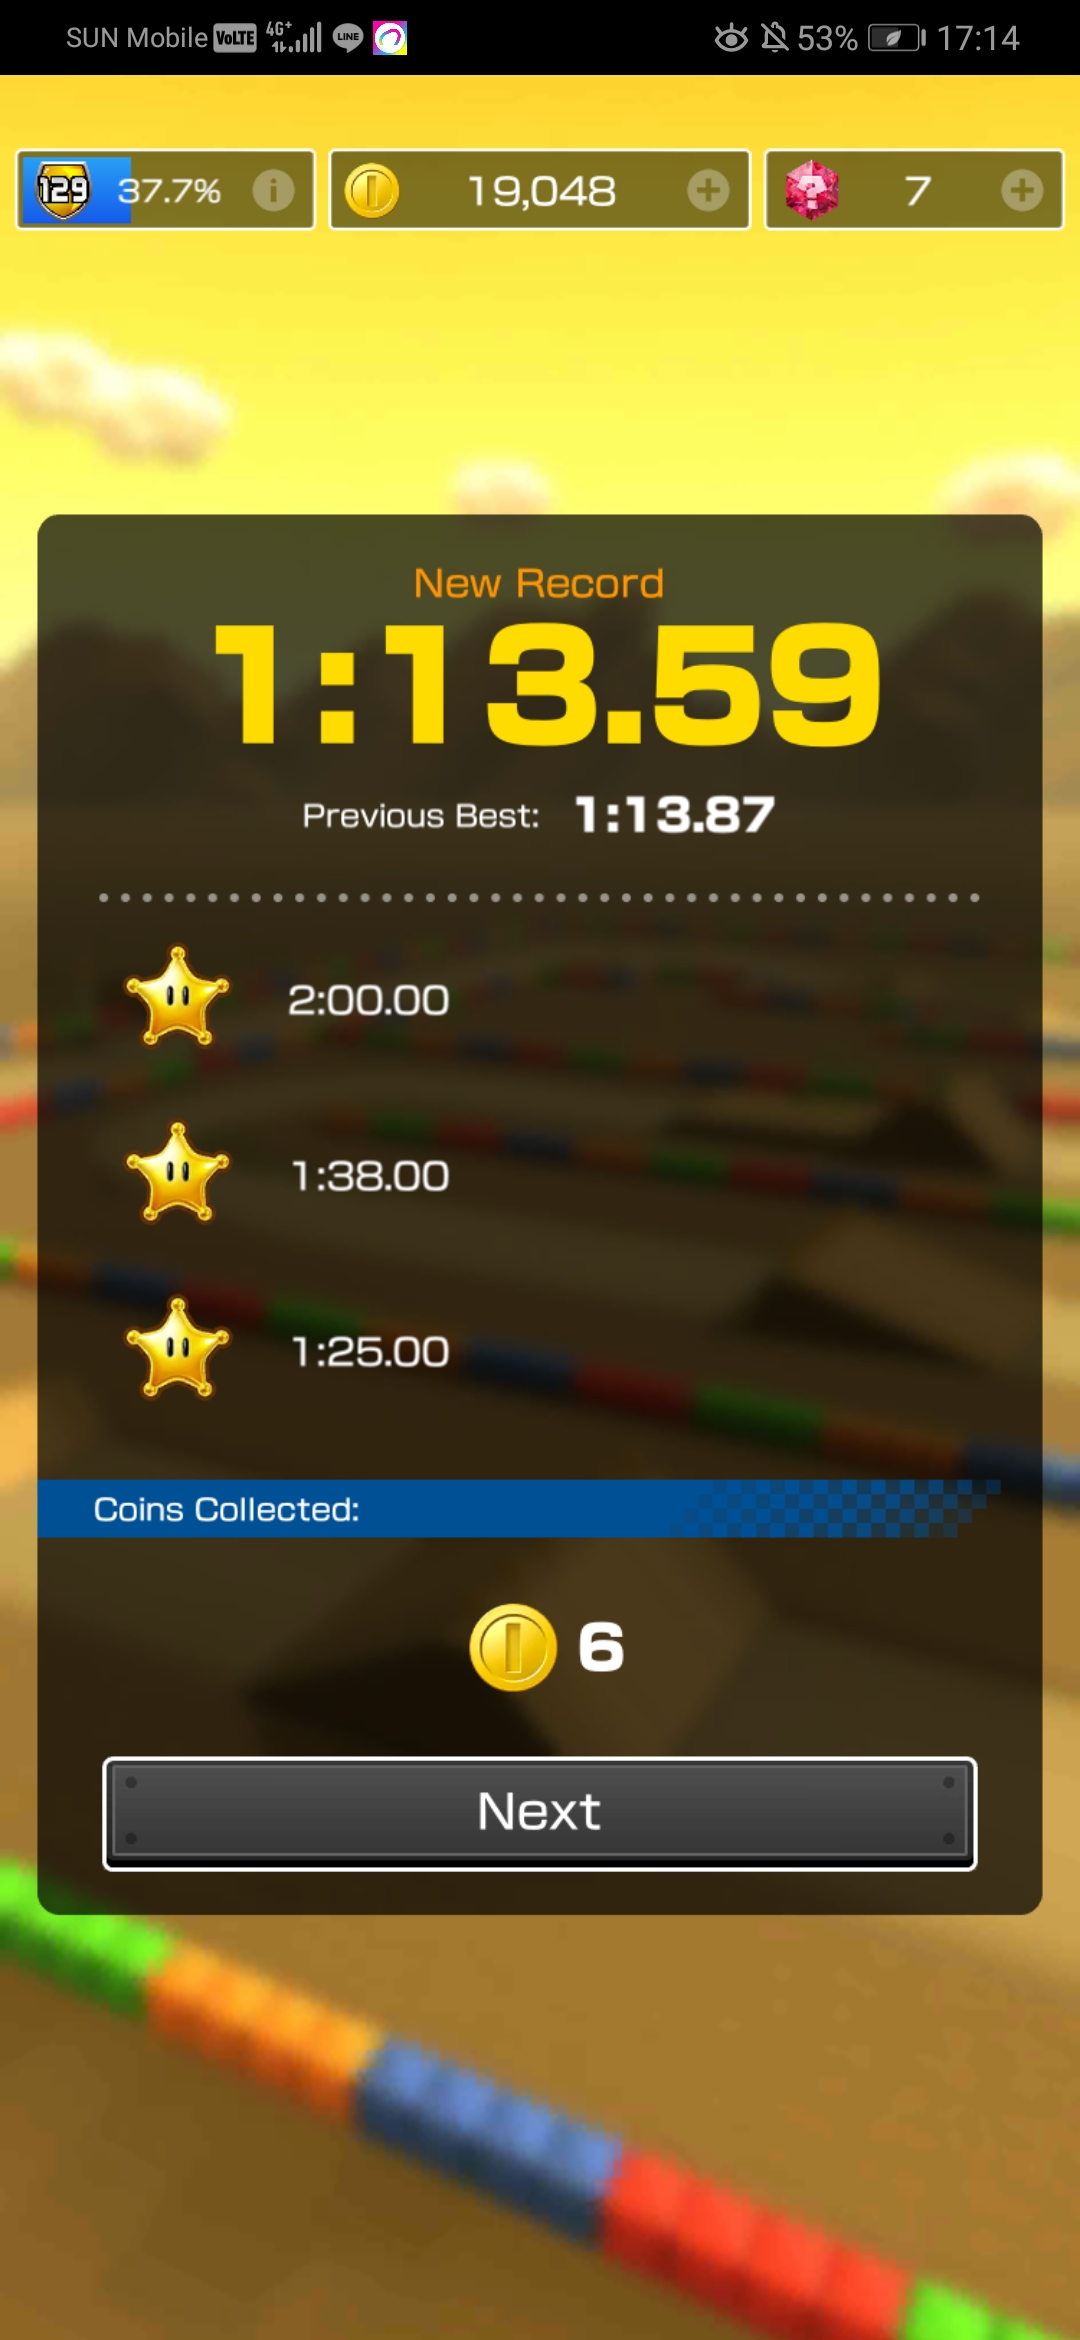 SUN Mobile VoLTE 4G+ LINE 53% 17:14
129 37.7% i 19,048 + 7 +
New Record
1:13.59
Previous Best: 1:13.87
2:00.00
1:38.00
1:25.00
Coins Collected:
6
Next